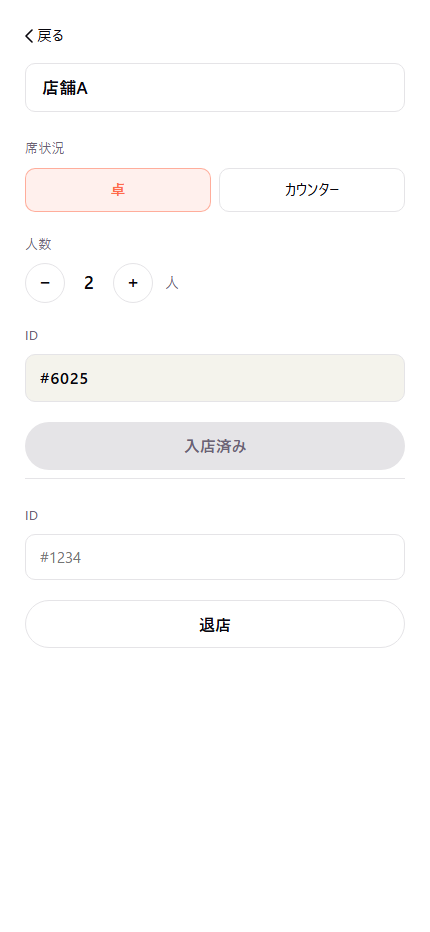 戻る
店舗A
席状況
卓 カウンター
人数
− 2 + 人
ID
#6025
入店済み
ID
#1234
退店